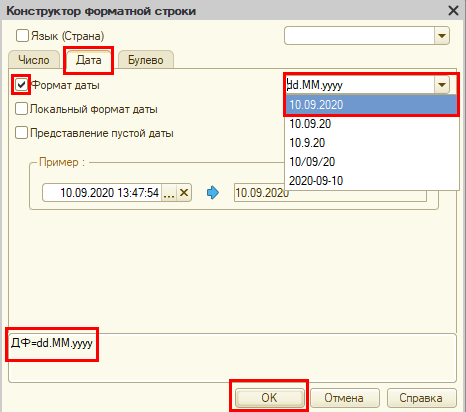 Конструктор форматной строки
Язык (Страна)
Число Дата Булево
Формат даты dd.MM.yyyy
10.09.2020
Локальный формат даты 10.09.20
Представление пустой даты 10.9.20
Пример : 10/09/20
2020-09-10
10.09.2020 13:47:54 ... 10.09.2020
ДФ=dd.MM.yyyy
OK Отмена Справка